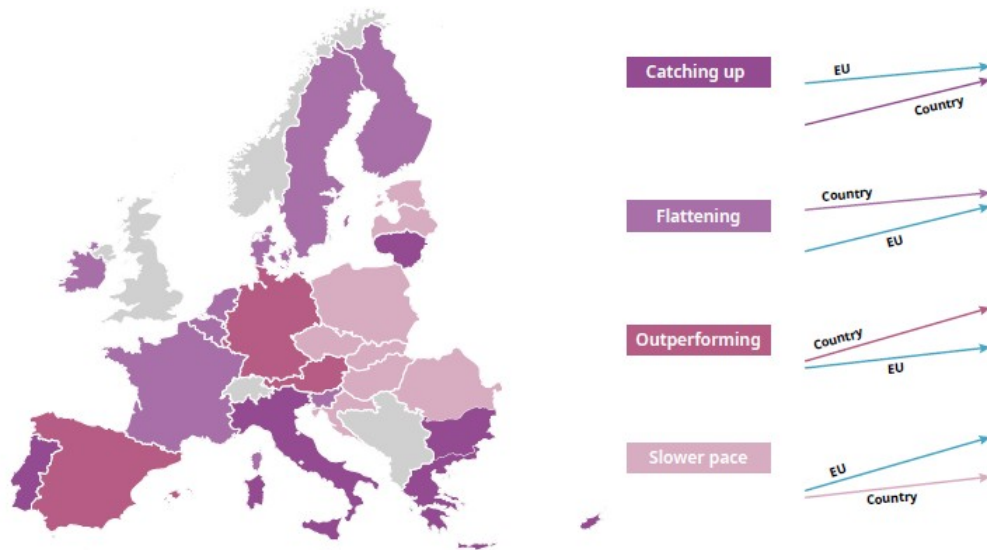 Catching up
EU
Country
Flattening
Country
EU
Outperforming
Country
EU
Slower pace
EU
Country